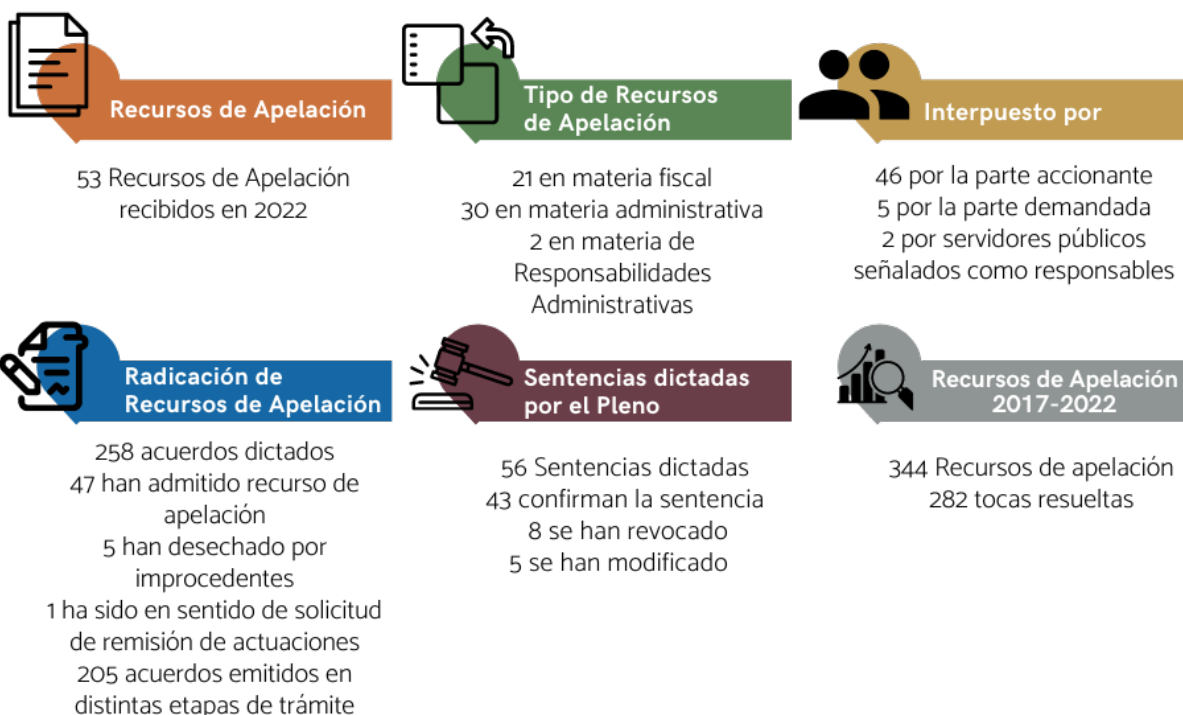 Recursos de Apelación
53 Recursos de Apelación
recibidos en 2022
Tipo de Recursos
de Apelación
21 en materia fiscal
30 en materia administrativa
2 en materia de
Responsabilidades
Administrativas
Interpuesto por
46 por la parte accionante
5 por la parte demandada
2 por servidores públicos
señalados como responsables
Radicación de
Recursos de Apelación
258 acuerdos dictados
47 han admitido recurso de
apelación
5 han desechado por
improcedentes
1 ha sido en sentido de solicitud
de remisión de actuaciones
205 acuerdos emitidos en
distintas etapas de trámite
Sentencias dictadas
por el Pleno
56 Sentencias dictadas
43 confirman la sentencia
8 se han revocado
5 se han modificado
Recursos de Apelación
2017-2022
344 Recursos de apelación
282 tocas resueltas